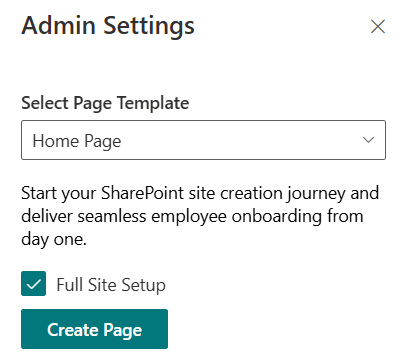 Admin Settings
Select Page Template
Home Page
Start your SharePoint site creation journey and
deliver seamless employee onboarding from
day one.
Full Site Setup
Create Page